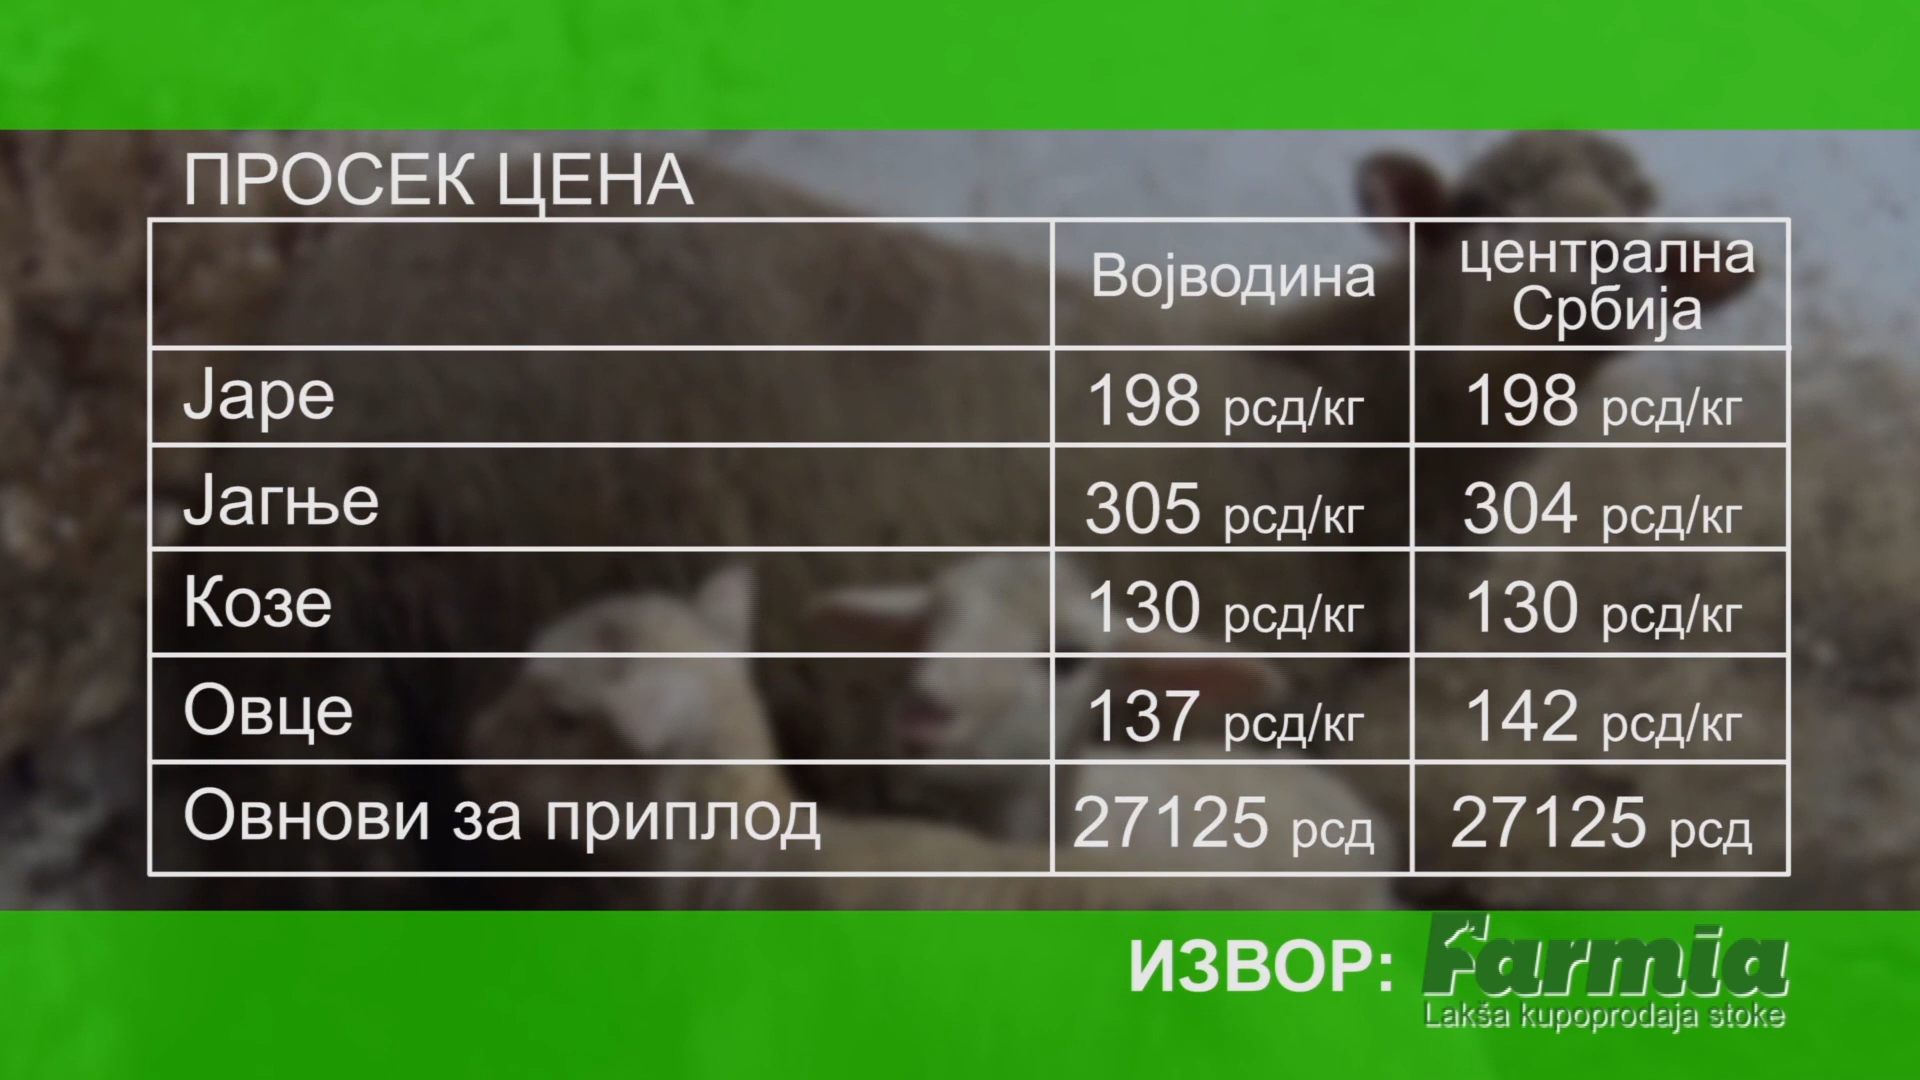 ПРОСЕК ЦЕНА
Војводина
централна
Србија
Јаре 198 рсд/кг 198 рсд/кг
Јагње 305 рсд/кг 304 рсд/кг
Козе 130 рсд/кг 130 рсд/кг
Овце 137 рсд/кг 142 рсд/кг
Овнови за приплод 27125 рсд 27125 рсд
ИЗВОР: Farmia
Lakša kupoprodaja stoke